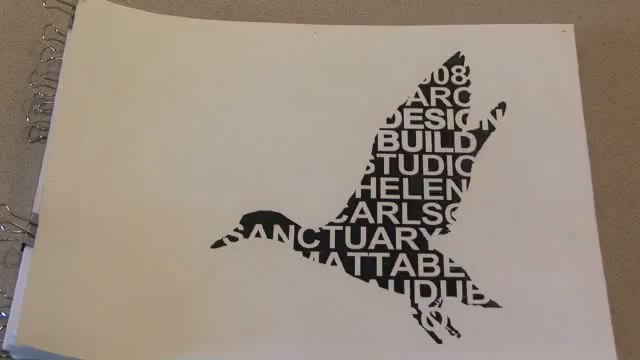 008
ARC
DESIGN
BUILD
STUDIO
HELEN
CARLSO
SANCTUARY
MATTABE
AUDUB